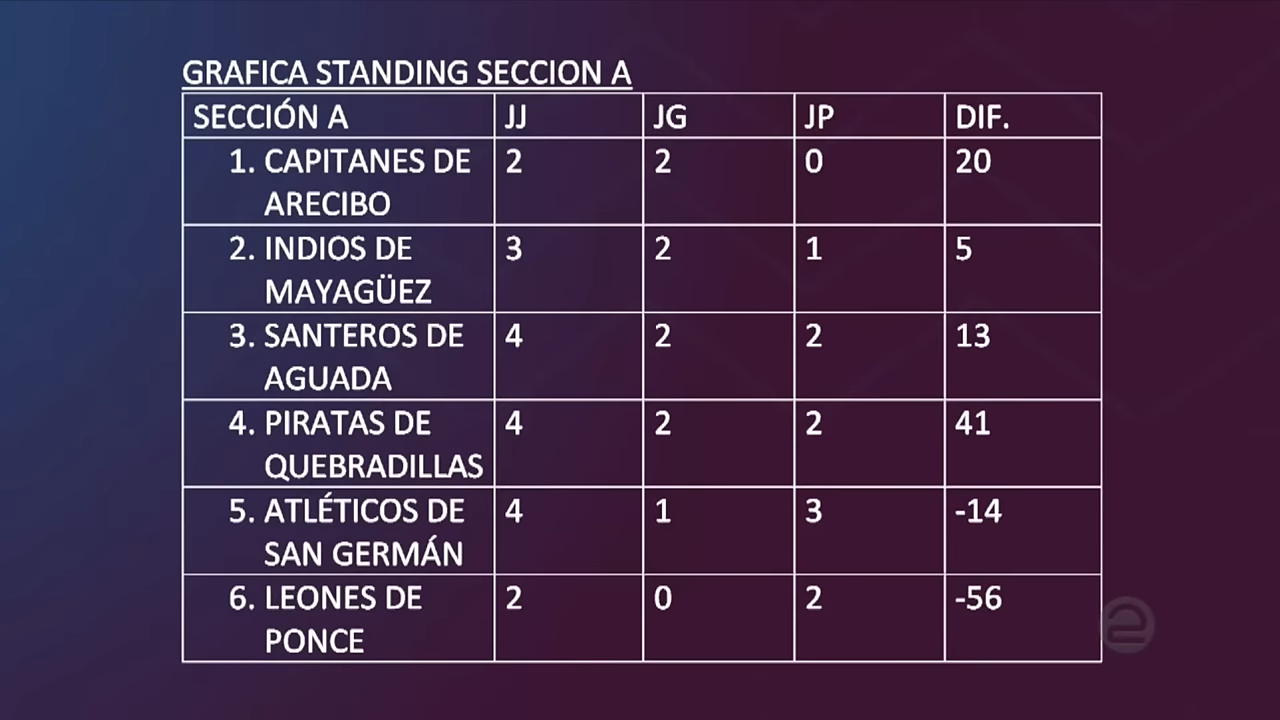 GRAFICA STANDING SECCION A
SECCIÓN A JJ JG JP DIF.
1. CAPITANES DE 2 2 0 20
ARECIBO
2. INDIOS DE 3 2 1 5
MAYAGÜEZ
3. SANTEROS DE 4 2 2 13
AGUADA
4. PIRATAS DE 4 2 2 41
QUEBRADILLAS
5. ATLÉTICOS DE 4 1 3 -14
SAN GERMÁN
6. LEONES DE 2 0 2 -56
PONCE